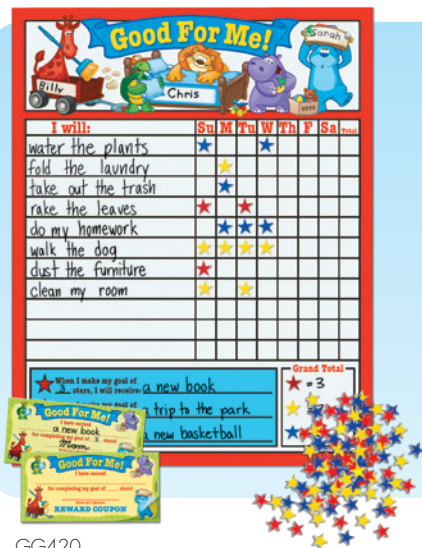 Good For Me!
Sarah
Billy
Chris
I will: Su M Tu W Th F Sa Total
water the plants
fold the laundry
take out the trash
rake the leaves
do my homework
walk the dog
dust the furniture
clean my room
Grand Total
When I make my goal of
3 stars, I will receive: a new book
= 3
a trip to the park
a new basketball
Good For Me!
I have earned
a new book
for completing my goal of 3 stars!
Mom
Good For Me!
I have earned
for completing my goal of stars!
REWARD COUPON
GG420